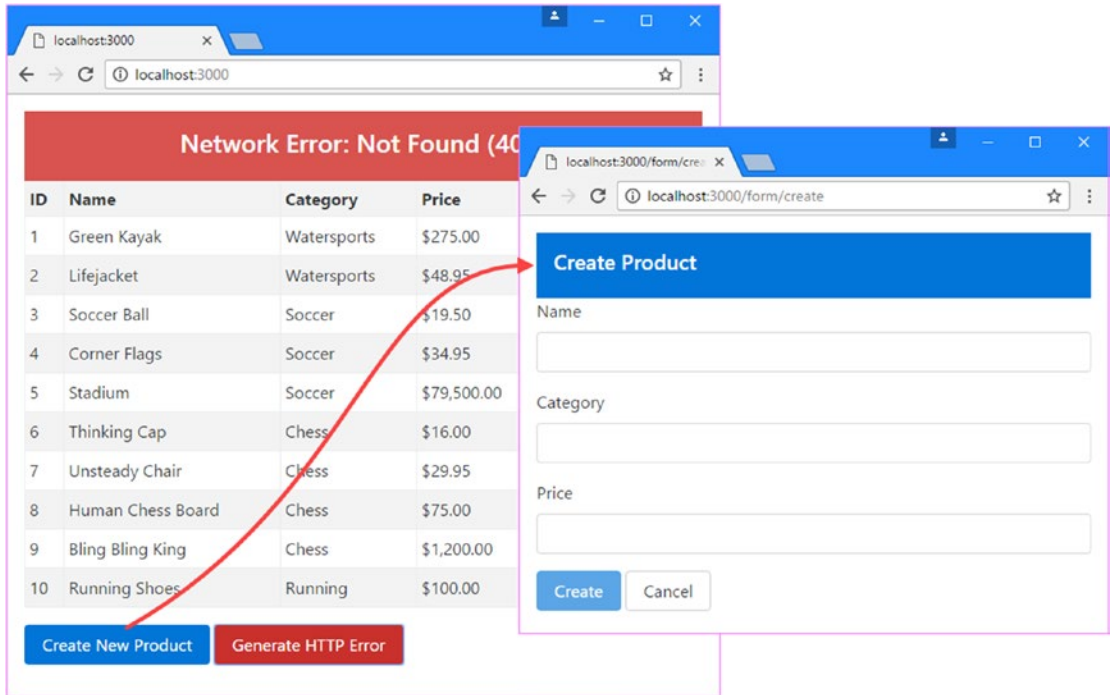 localhost:3000
localhost:3000
Network Error: Not Found (40
ID Name Category Price
1 Green Kayak Watersports $275.00
2 Lifejacket Watersports $48.95
3 Soccer Ball Soccer $19.50
4 Corner Flags Soccer $34.95
5 Stadium Soccer $79,500.00
6 Thinking Cap Chess $16.00
7 Unsteady Chair Chess $29.95
8 Human Chess Board Chess $75.00
9 Bling Bling King Chess $1,200.00
10 Running Shoes Running $100.00
Create New Product Generate HTTP Error
localhost:3000/form/crea
localhost:3000/form/create
Create Product
Name
Category
Price
Create Cancel